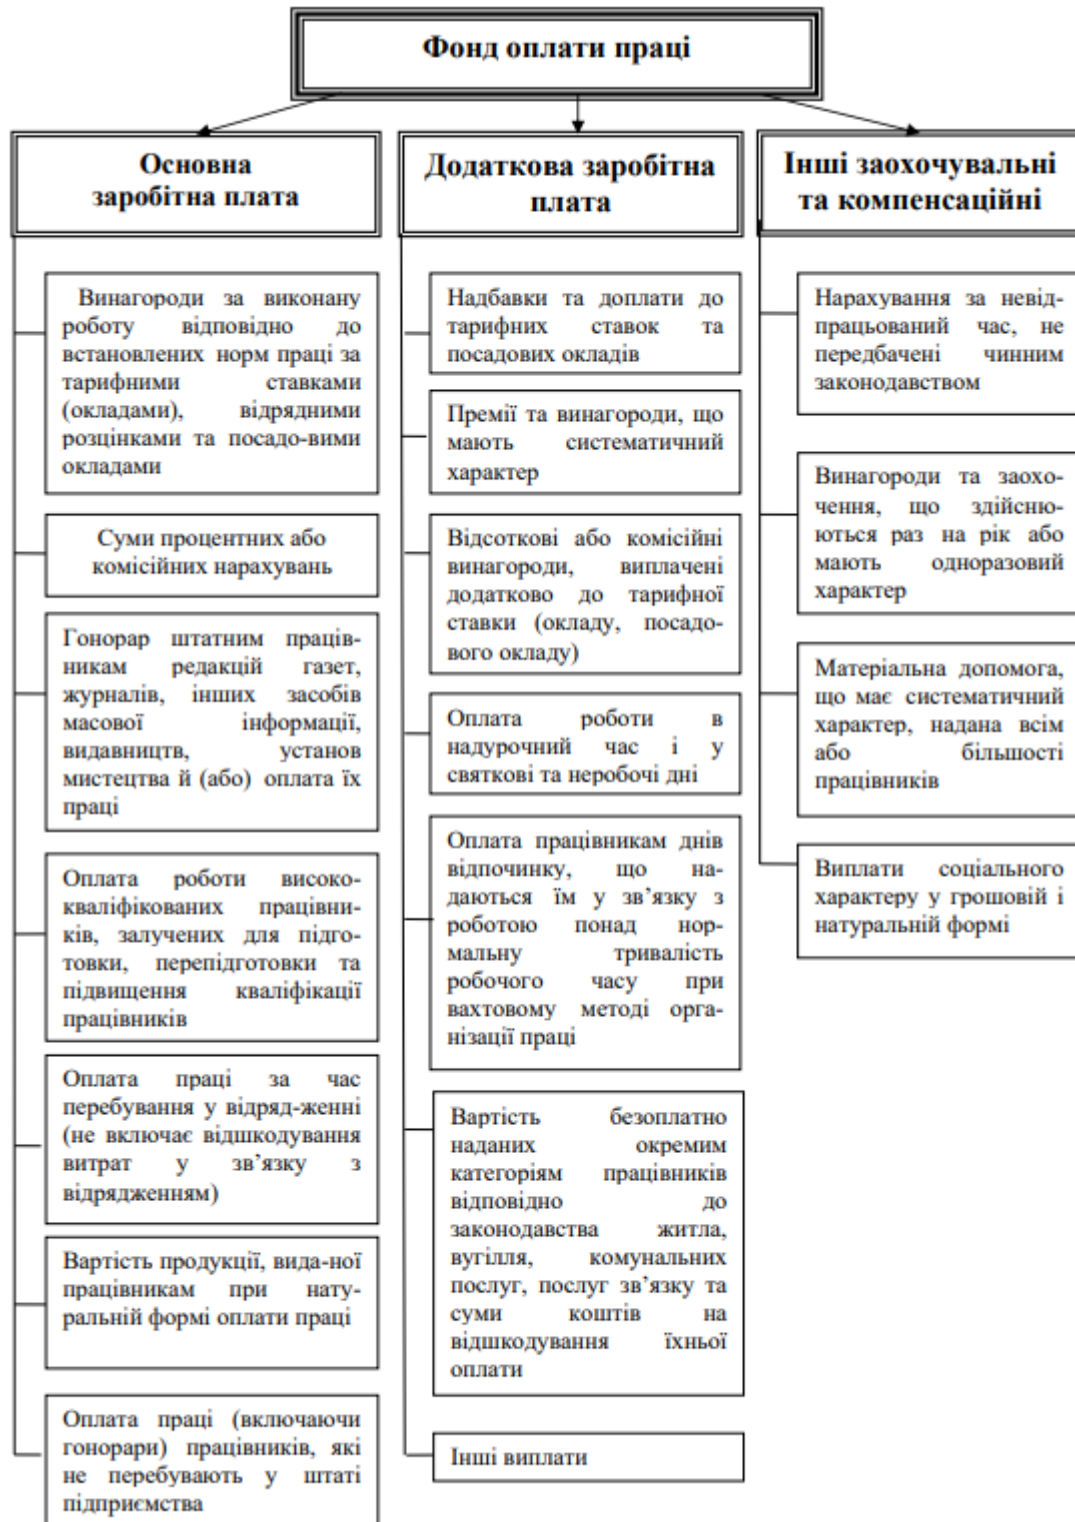 Фонд оплати праці
Основна
заробітна плата
Винагороди за виконану
роботу відповідно до
встановлених норм праці за
тарифними ставками
(окладами), відрядними
розцінками та посадо-вими
окладами
Суми процентних або
комісійних нарахувань
Гонорар штатним праців-
никам редакцій газет,
журналів, інших засобів
масової інформації,
видавництв, установ
мистецтва й (або) оплата їх
праці
Оплата роботи високо-
кваліфікованих працівни-
ків, залучених для підго-
товки, перепідготовки та
підвищення кваліфікації
працівників
Оплата праці за час
перебування у відряд-женні
(не включає відшкодування
витрат у зв’язку з
відрядженням)
Вартість продукції, вида-ної
працівникам при нату-
ральній формі оплати праці
Оплата праці (включаючи
гонорари) працівників, які
не перебувають у штаті
підприємства
Додаткова заробітна
плата
Надбавки та доплати до
тарифних ставок та
посадових окладів
Премії та винагороди, що
мають систематичний
характер
Відсоткові або комісійні
винагороди, виплачені
додатково до тарифної
ставки (окладу, посадо-
вого окладу)
Оплата роботи в
надурочний час і у
святкові та неробочі дні
Оплата працівникам днів
відпочинку, що на-
даються їм у зв’язку з
роботою понад нор-
мальну тривалість
робочого часу при
вахтовому методі орга-
нізації праці
Вартість безоплатно
наданих окремим
категоріям працівників
відповідно до
законодавства житла,
вугілля, комунальних
послуг, послуг зв’язку та
суми коштів на
відшкодування їхньої
оплати
Інші виплати
Інші заохочувальні
та компенсаційні
Нарахування за невід-
працьований час, не
передбачені чинним
законодавством
Винагороди та заохо-
чення, що здійсню-
ються раз на рік або
мають одноразовий
характер
Матеріальна допомога,
що має систематичний
характер, надана всім
або більшості
працівників
Виплати соціального
характеру у грошовій і
натуральній формі